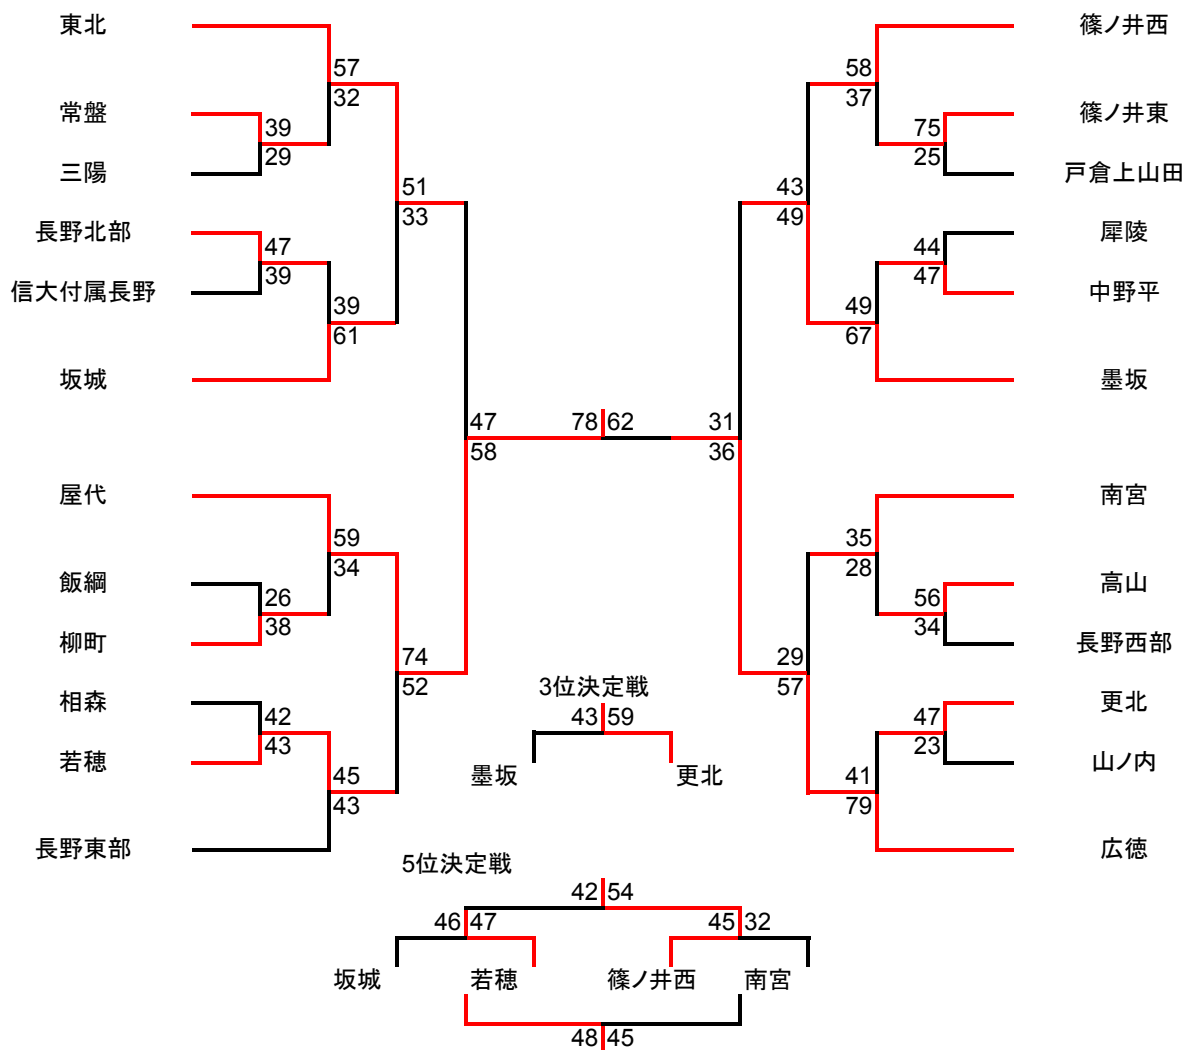 東北
57
32
常盤
39
29
三陽
51
33
長野北部
47
39
信大付属長野
39
61
坂城
47
58
屋代
59
34
飯綱
26
38
柳町
74
52
相森
42
43
若穂
45
43
長野東部
78 62
篠ノ井西
58
37
篠ノ井東
75
25
戸倉上山田
43
49
犀陵
44
47
中野平
49
67
墨坂
31
36
南宮
35
28
高山
56
34
長野西部
29
57
更北
47
23
山ノ内
41
79
広徳
3位決定戦
43 59
墨坂 更北
5位決定戦
42 54
46 47 45 32
坂城 若穂 篠ノ井西 南宮
48 45